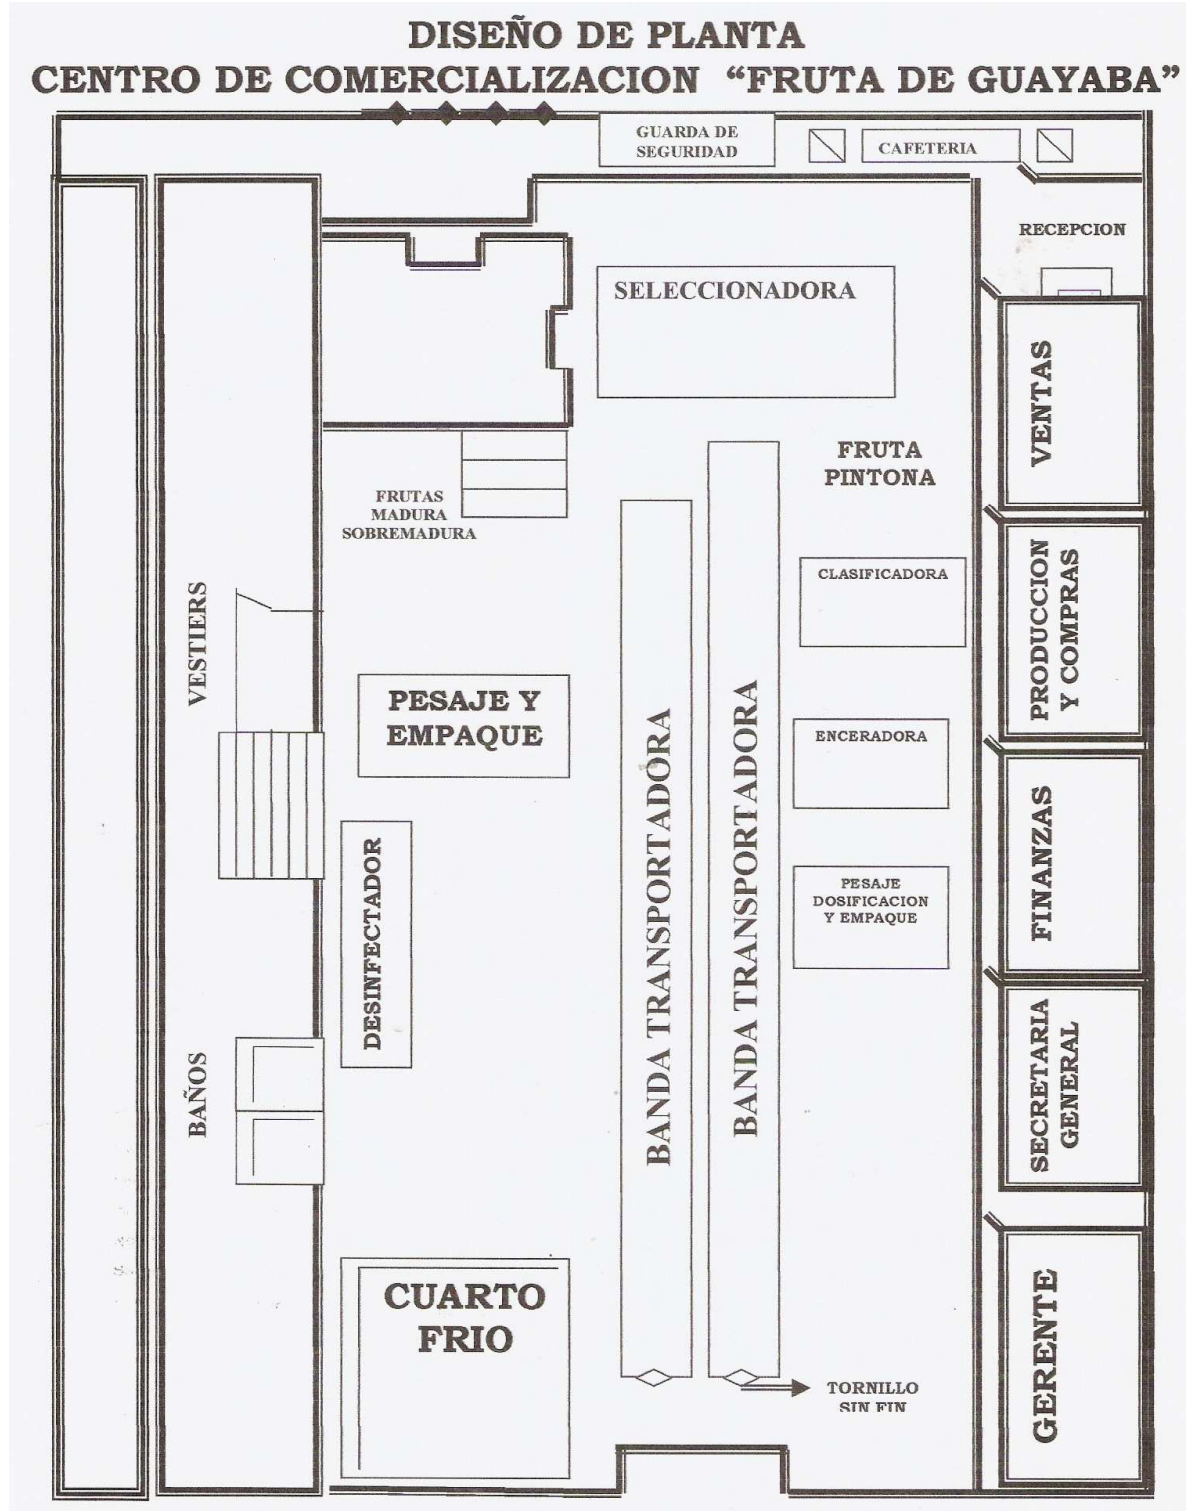 DISEÑO DE PLANTA
CENTRO DE COMERCIALIZACION “FRUTA DE GUAYABA”
GUARDA DE
SEGURIDAD
CAFETERIA
RECEPCION
SELECCIONADORA
VENTAS
FRUTA
PINTONA
FRUTAS
MADURA
SOBREMADURA
CLASIFICADORA
PRODUCCION
Y COMPRAS
VESTIERS
PESAJE Y
EMPAQUE
BANDA TRANSPORTADORA
BANDA TRANSPORTADORA
ENCERADORA
FINANZAS
DESINFECTADOR
PESAJE
DOSIFICACION
Y EMPAQUE
SECRETARIA
GENERAL
BAÑOS
CUARTO
FRIO
GERENTE
TORNILLO
SIN FIN